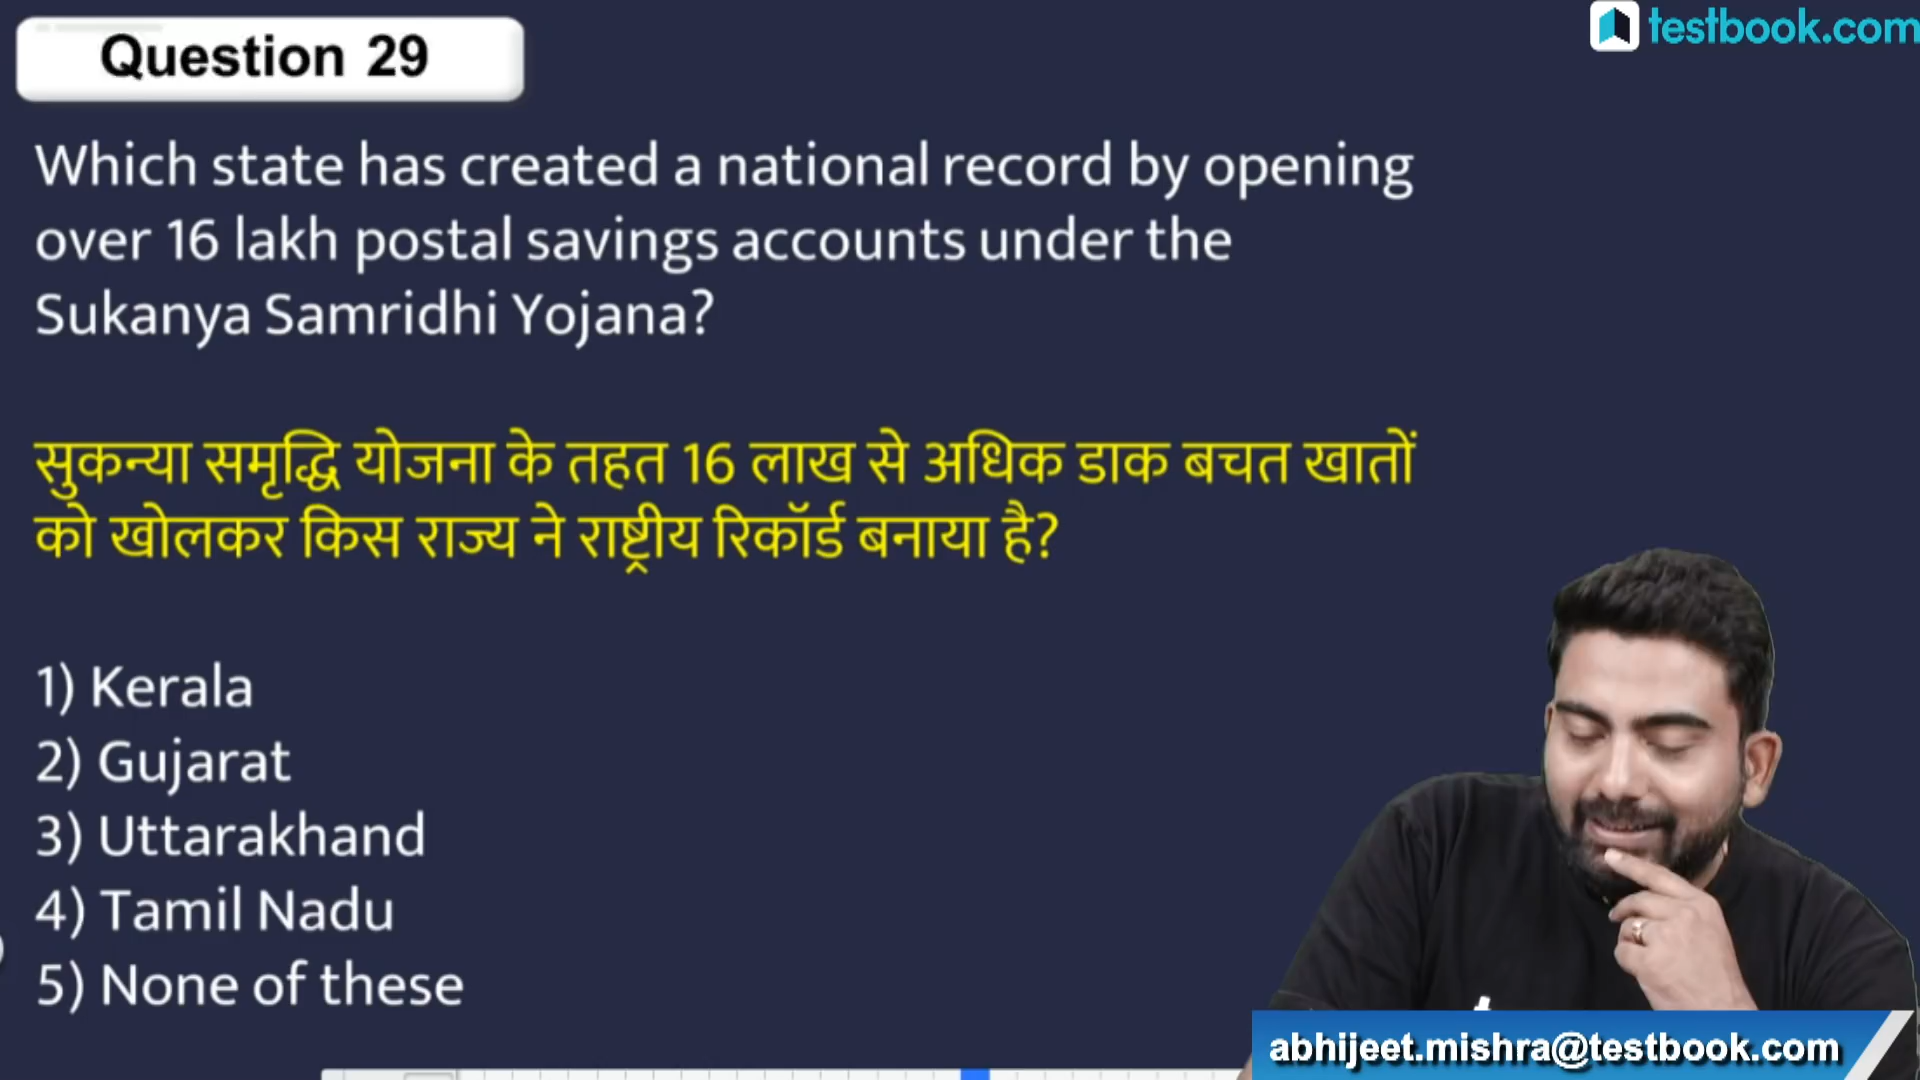 Question 29
testbook.com
Which state has created a national record by opening
over 16 lakh postal savings accounts under the
Sukanya Samridhi Yojana?
सुकन्या समृद्धि योजना के तहत 16 लाख से अधिक डाक बचत खातों
को खोलकर किस राज्य ने राष्ट्रीय रिकॉर्ड बनाया है?
1) Kerala
2) Gujarat
3) Uttarakhand
4) Tamil Nadu
5) None of these
abhijeet.mishra@testbook.com